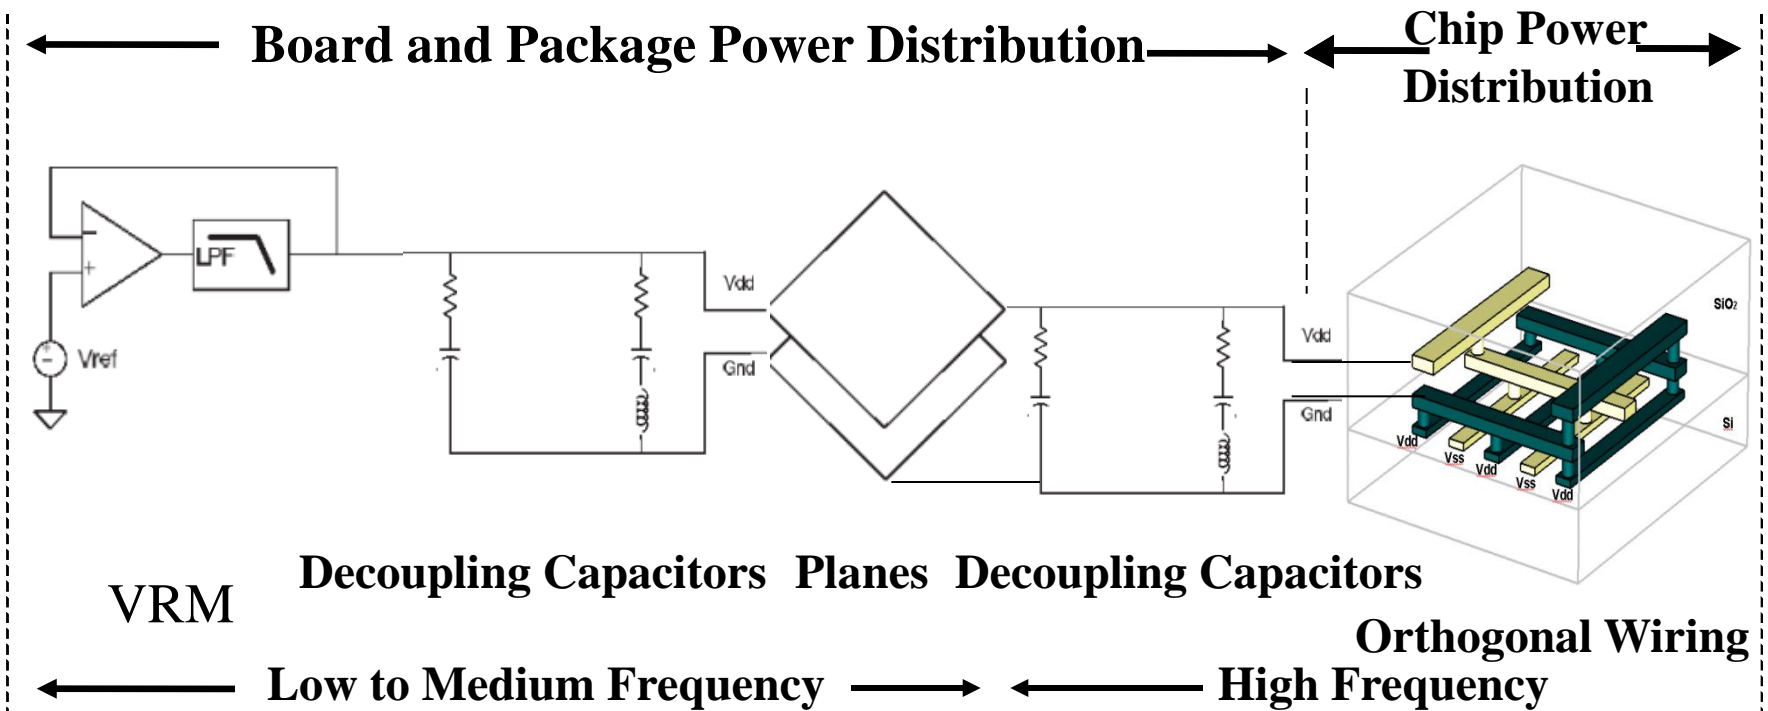 Board and Package Power Distribution
Chip Power
Distribution
−
+
LPF
+
−
Vref
Vdd
Gnd
Vdd
Gnd
SiO₂
Si
Vdd
Vss
Vdd
Vss
Vdd
Decoupling Capacitors Planes Decoupling Capacitors
VRM
Orthogonal Wiring
Low to Medium Frequency
High Frequency